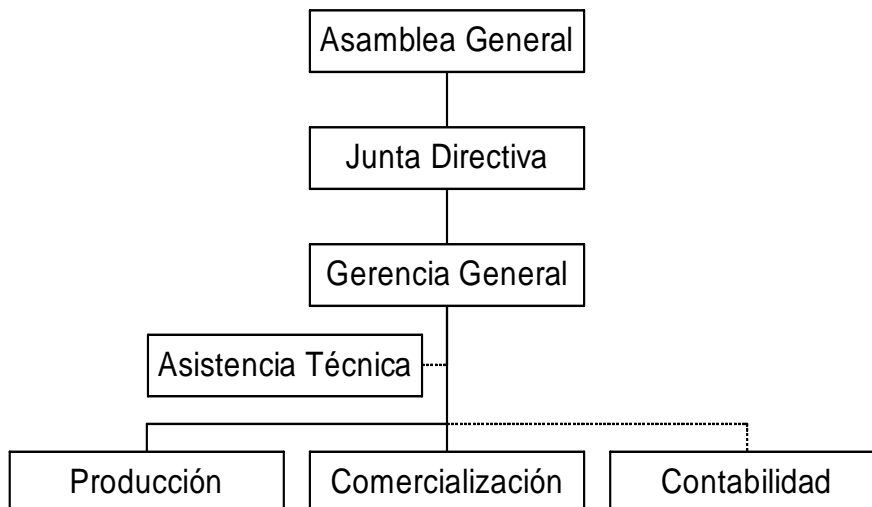 Asamblea General
Junta Directiva
Gerencia General
Asistencia Técnica
Producción
Comercialización
Contabilidad